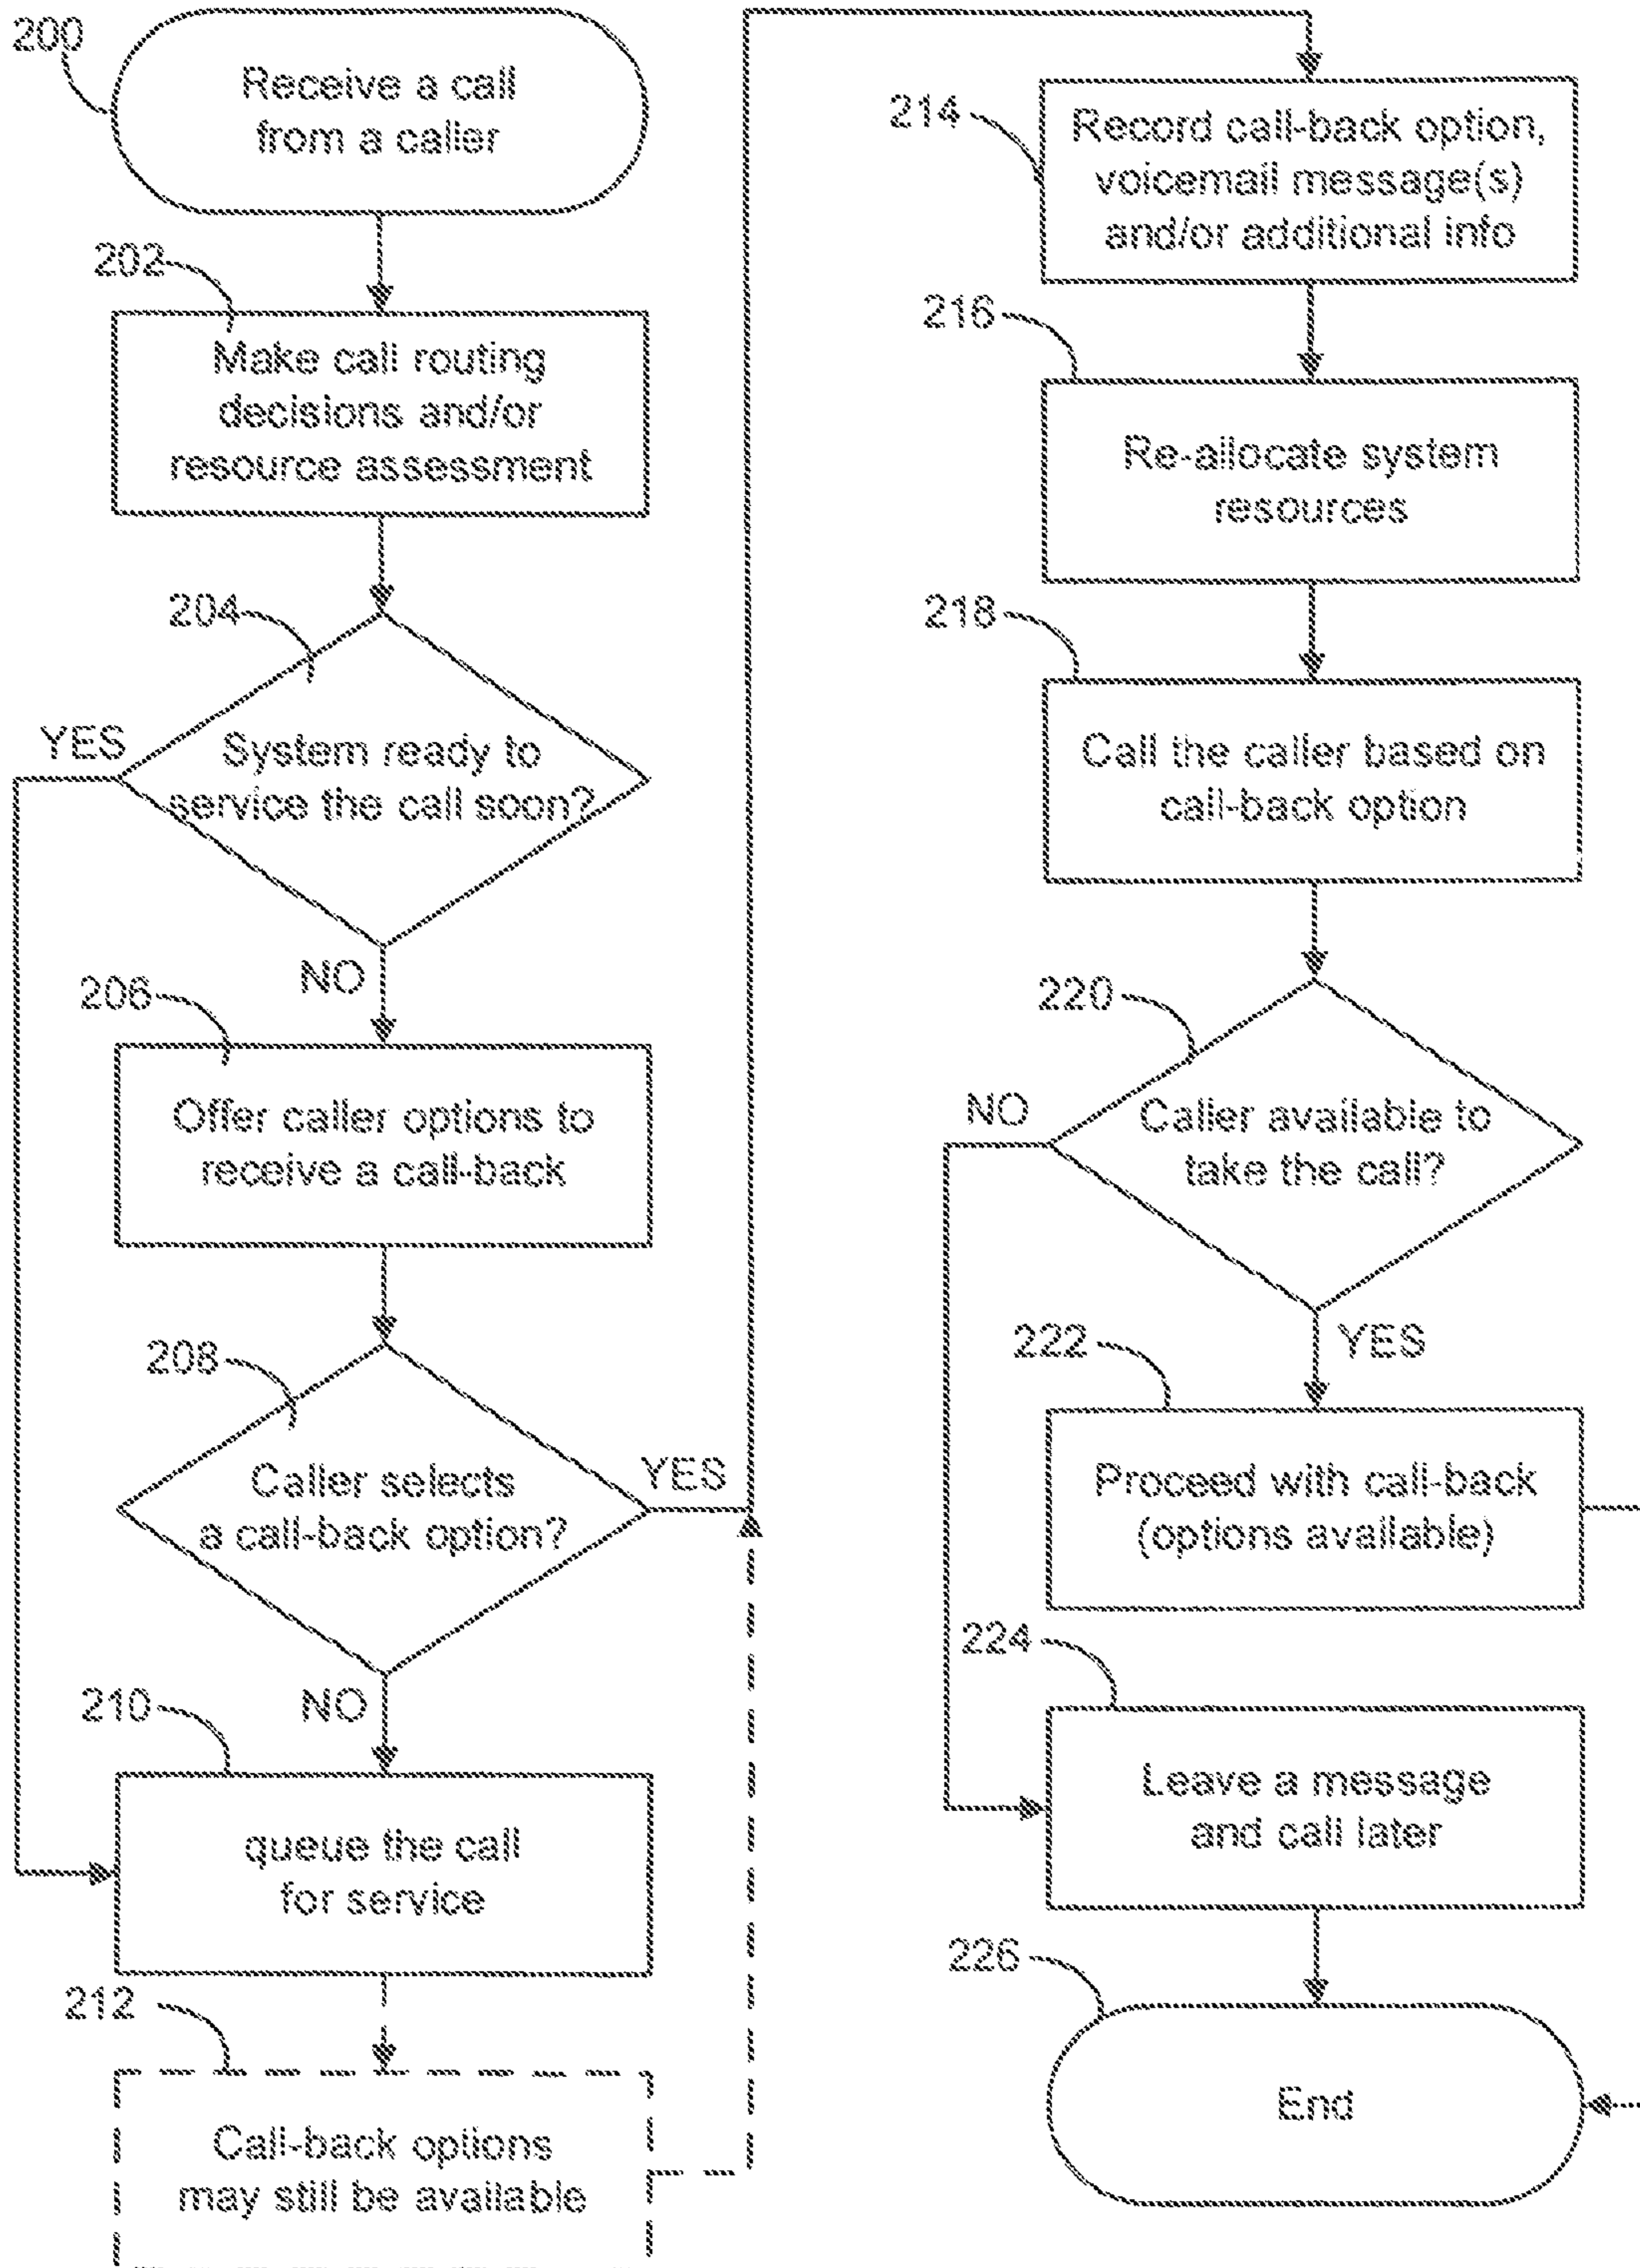 200
Receive a call
from a caller
202
Make call routing
decisions and/or
resource assessment
204
YES
System ready to
service the call soon?
NO
206
Offer caller options to
receive a call-back
208
YES
Caller selects
a call-back option?
NO
210
queue the call
for service
212
Call-back options
may still be available
214
Record call-back option,
voicemail message(s)
and/or additional info
216
Re-allocate system
resources
218
Call the caller based on
call-back option
220
NO
Caller available to
take the call?
YES
222
Proceed with call-back
(options available)
224
Leave a message
and call later
226
End